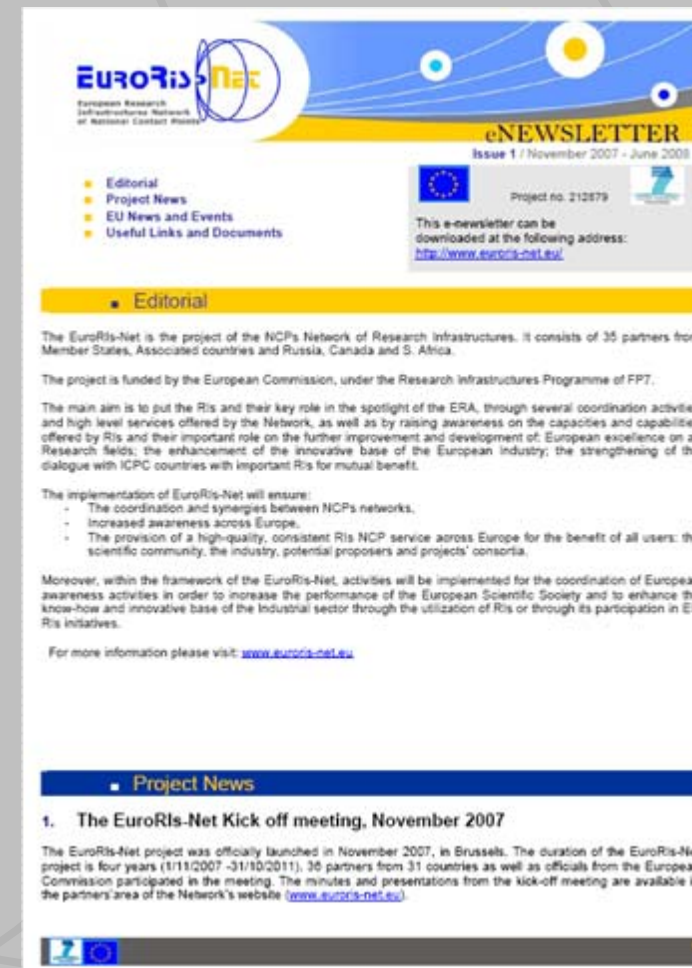 EuroRIs-Net
European Research
Infrastructures Network
of National Contact Points
eNEWSLETTER
Issue 1 / November 2007 - June 2008
Editorial
Project News
EU News and Events
Useful Links and Documents
Project no. 212879
This e-newsletter can be
downloaded at the following address:
http://www.euroris-net.eu/
Editorial
The EuroRIs-Net is the project of the NCPs Network of Research Infrastructures. It consists of 35 partners from
Member States, Associated countries and Russia, Canada and S. Africa.
The project is funded by the European Commission, under the Research Infrastructures Programme of FP7.
The main aim is to put the RIs and their key role in the spotlight of the ERA, through several coordination activitie
and high level services offered by the Network, as well as by raising awareness on the capacities and capabilitie
offered by RIs and their important role on the further improvement and development of: European excellence on a
Research fields; the enhancement of the innovative base of the European Industry; the strengthening of th
dialogue with ICPC countries with important RIs for mutual benefit.
The implementation of EuroRIs-Net will ensure:
- The coordination and synergies between NCPs networks,
- Increased awareness across Europe,
- The provision of a high-quality, consistent RIs NCP service across Europe for the benefit of all users: th
scientific community, the industry, potential proposers and projects' consortia.
Moreover, within the framework of the EuroRIs-Net, activities will be implemented for the coordination of Europea
awareness activities in order to increase the performance of the European Scientific Society and to enhance th
know-how and innovative base of the Industrial sector through the utilization of RIs or through its participation in E
RIs initiatives.
For more information please visit: www.euroris-net.eu
Project News
1. The EuroRIs-Net Kick off meeting, November 2007
The EuroRIs-Net project was officially launched in November 2007, in Brussels. The duration of the EuroRIs-Ne
project is four years (1/11/2007 -31/10/2011). 36 partners from 31 countries as well as officials from the Europea
Commission participated in the meeting. The minutes and presentations from the kick-off meeting are available i
the partners'area of the Network's website (www.euroris-net.eu).